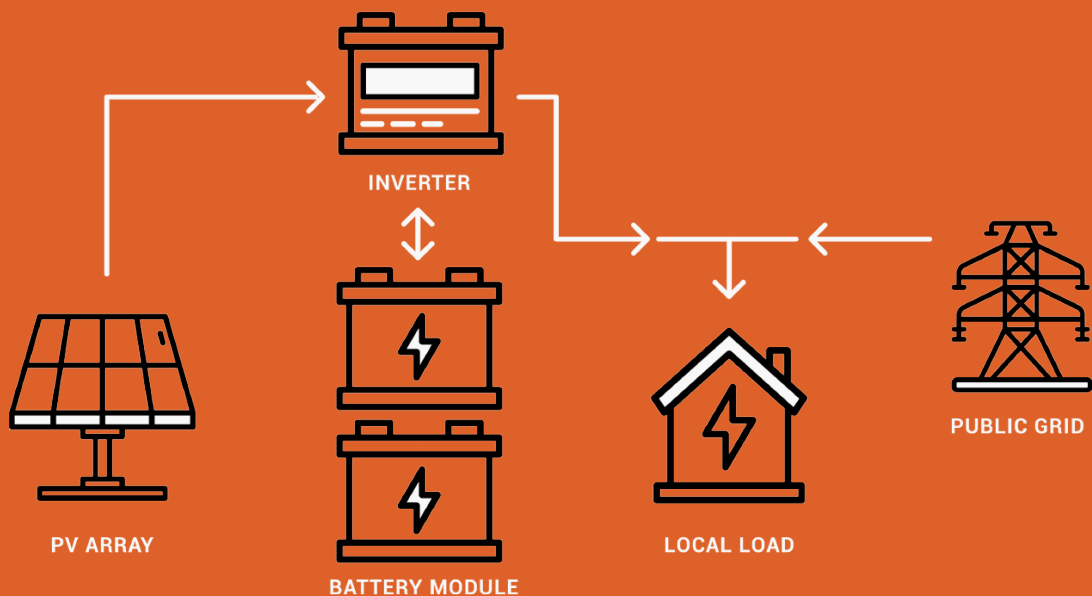 INVERTER
PUBLIC GRID
PV ARRAY
LOCAL LOAD
BATTERY MODULE